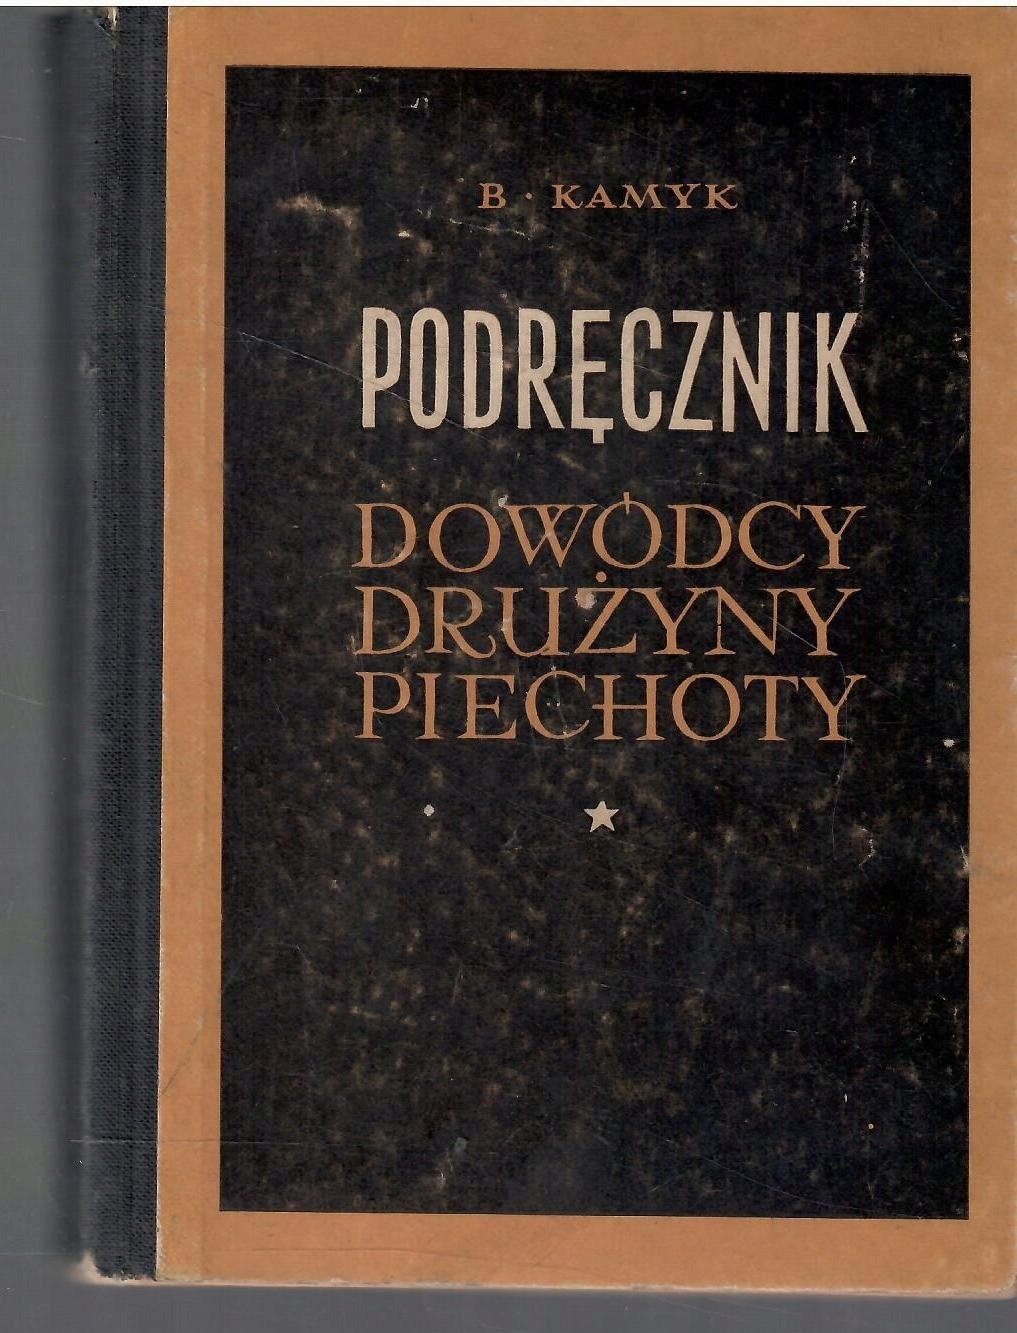 B · KAMYK
PODRĘCZNIK
DOWÓDCY
DRUŻYNY
PIECHOTY